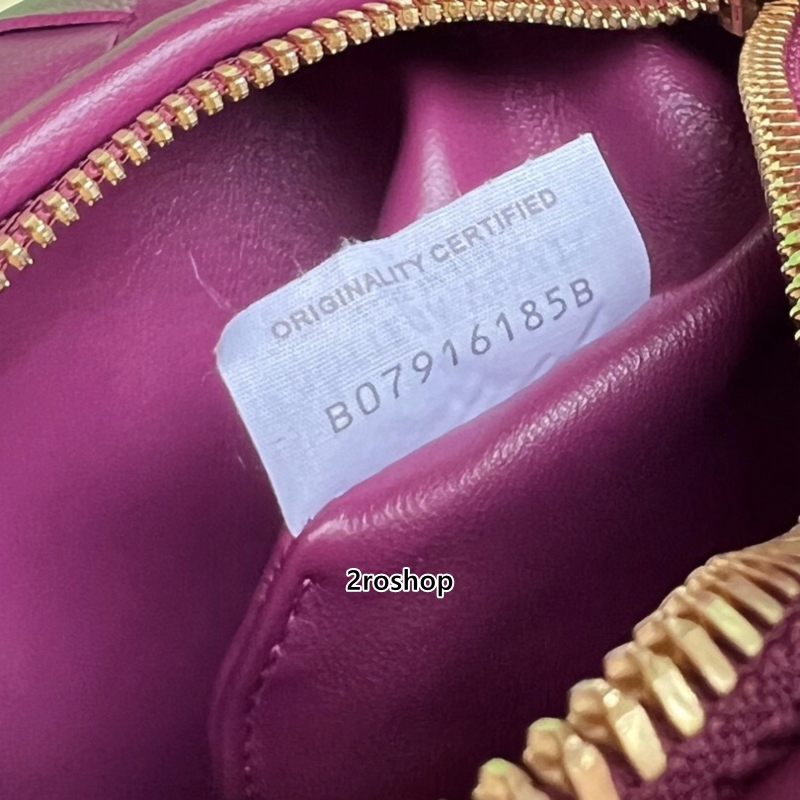 ORIGINALITY CERTIFIED
B07916185B
2roshop